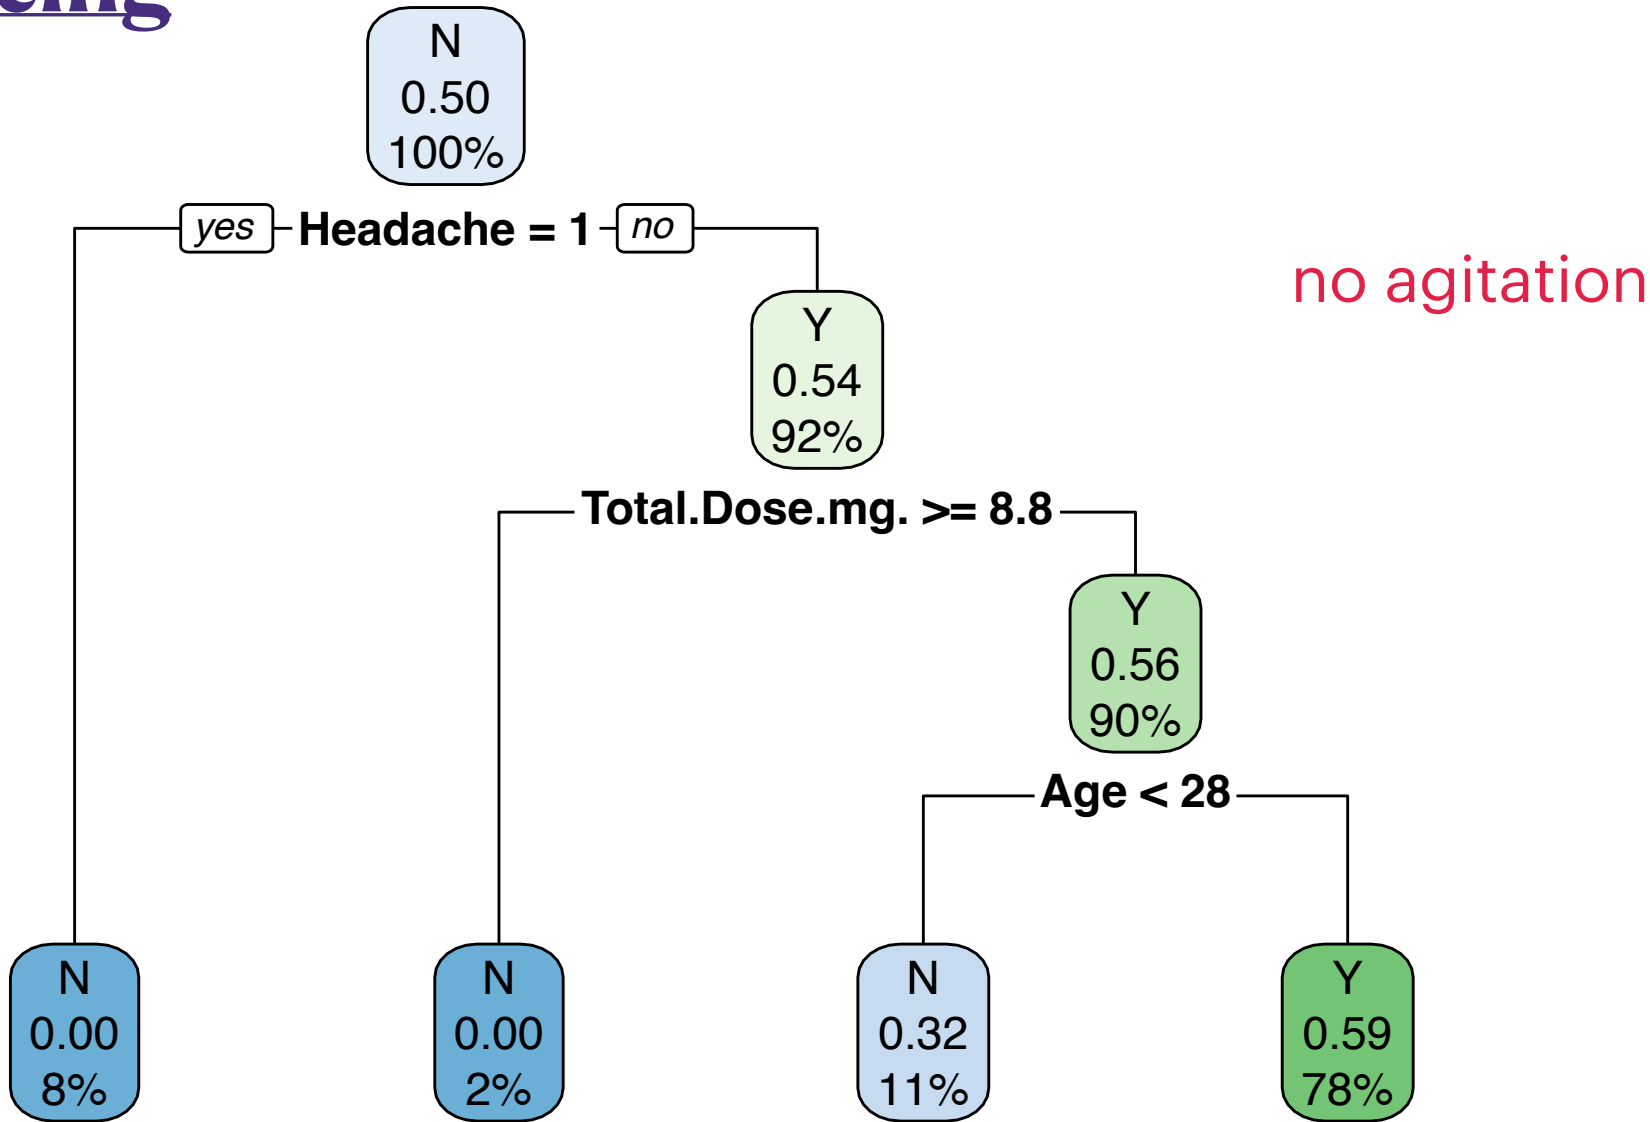 N
0.50
100%
yes Headache = 1 no
no agitation
Y
0.54
92%
Total.Dose.mg. >= 8.8
Y
0.56
90%
Age < 28
N
0.00
8%
N
0.00
2%
N
0.32
11%
Y
0.59
78%